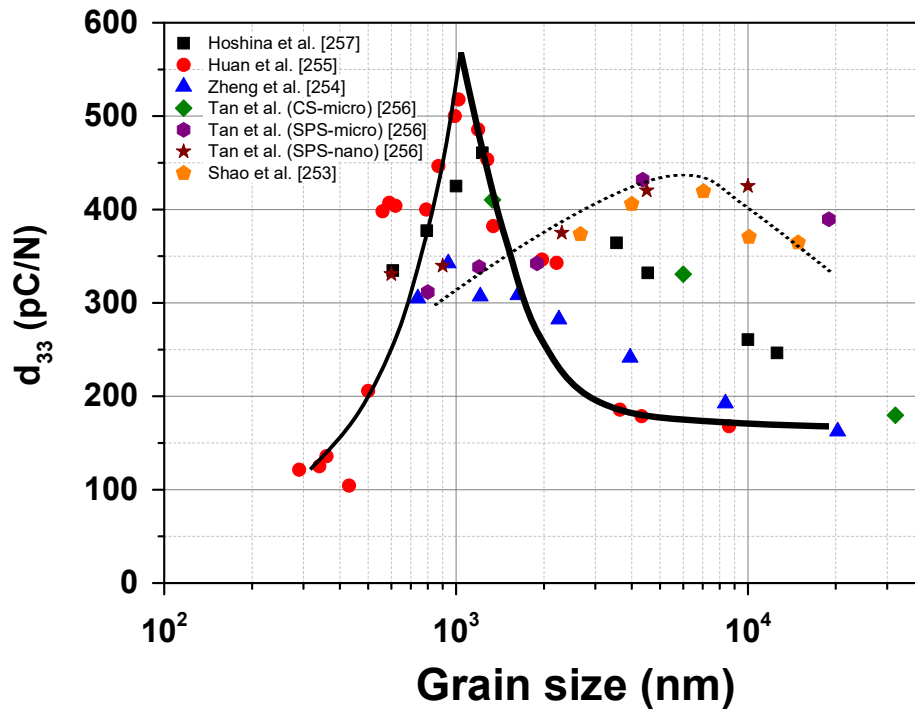 600
500
400
300
200
100
0
d33 (pC/N)
Hoshina et al. [257]
Huan et al. [255]
Zheng et al. [254]
Tan et al. (CS-micro) [256]
Tan et al. (SPS-micro) [256]
Tan et al. (SPS-nano) [256]
Shao et al. [253]
10² 10³ 10⁴
Grain size (nm)